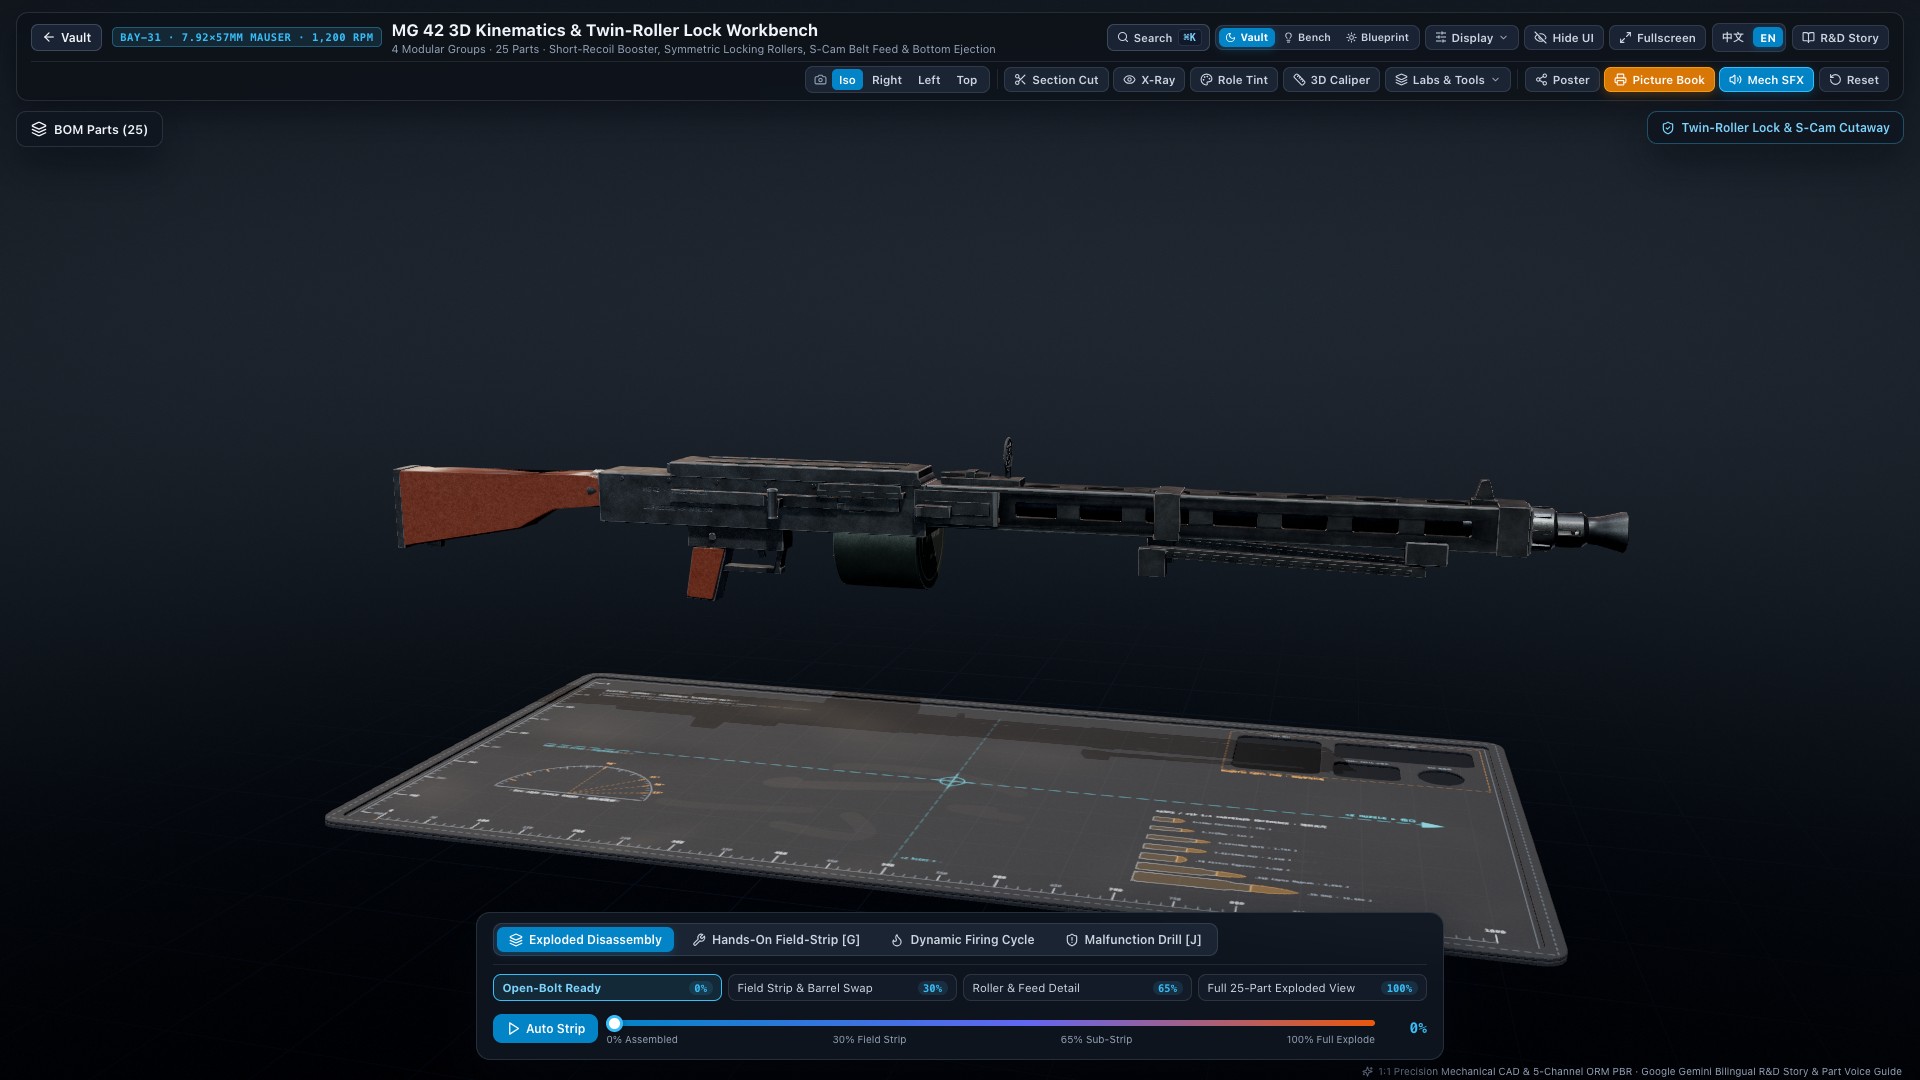 Vault
BAY-31 · 7.92×57MM MAUSER · 1,200 RPM
MG 42 3D Kinematics & Twin-Roller Lock Workbench
4 Modular Groups · 25 Parts · Short-Recoil Booster, Symmetric Locking Rollers, S-Cam Belt Feed & Bottom Ejection
Search ⌘K
Vault Bench Blueprint
Display
Hide UI
Fullscreen
中文 EN
R&D Story
Iso Right Left Top
Section Cut
X-Ray
Role Tint
3D Caliper
Labs & Tools
Poster
Picture Book
Mech SFX
Reset
BOM Parts (25)
Twin-Roller Lock & S-Cam Cutaway
Exploded Disassembly
Hands-On Field-Strip [G]
Dynamic Firing Cycle
Malfunction Drill [J]
Open-Bolt Ready 0%
Field Strip & Barrel Swap 30%
Roller & Feed Detail 65%
Full 25-Part Exploded View 100%
Auto Strip
0%
0% Assembled
30% Field Strip
65% Sub-Strip
100% Full Explode
1:1 Precision Mechanical CAD & 5-Channel ORM PBR · Google Gemini Bilingual R&D Story & Part Voice Guide